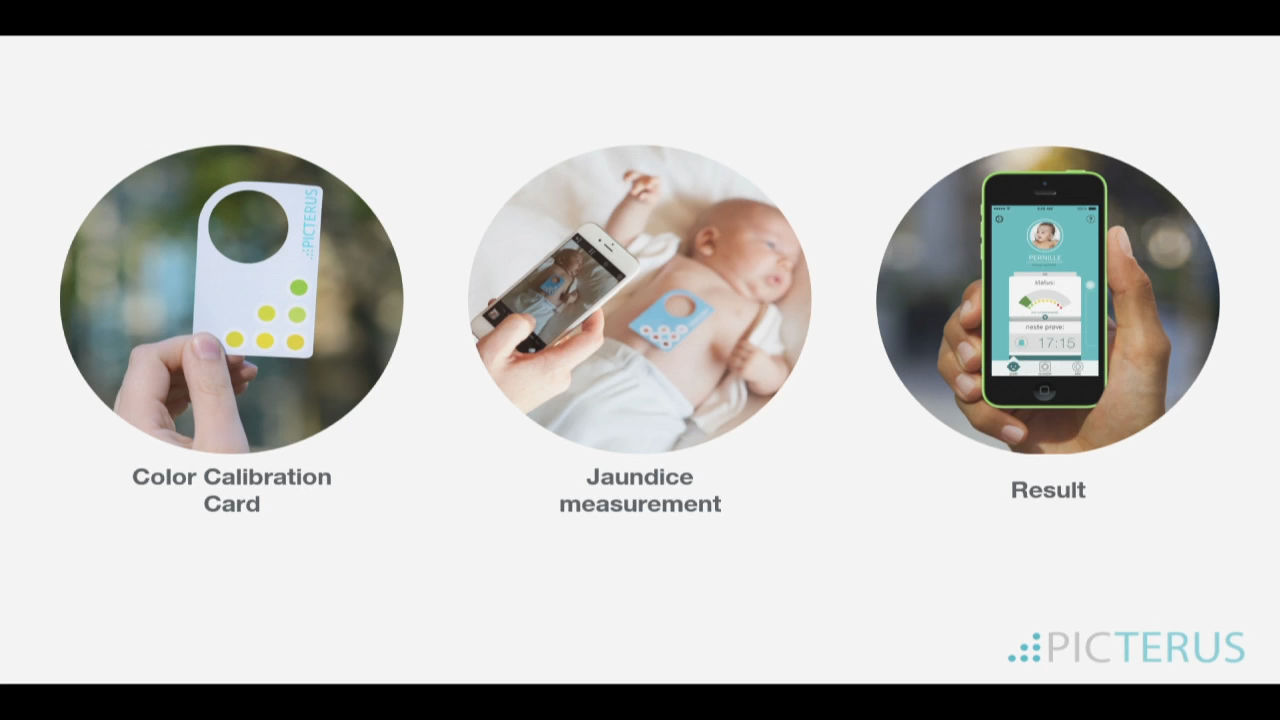 PICTERUS
PERNILLE
status:
neste prøve:
17:15
Color Calibration
Card
Jaundice
measurement
Result
PICTERUS